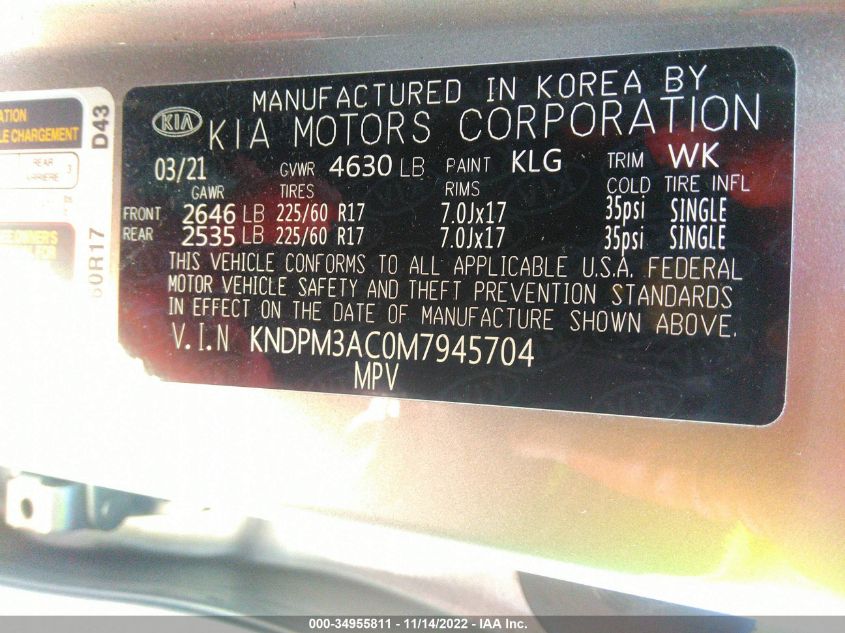 MANUFACTURED IN KOREA BY
KIA KIA MOTORS CORPORATION
03/21 GVWR 4630 LB PAINT KLG TRIM WK
GAWR TIRES RIMS COLD TIRE INFL
FRONT 2646 LB 225/60 R17 7.0Jx17 35psi SINGLE
REAR 2535 LB 225/60 R17 7.0Jx17 35psi SINGLE
THIS VEHICLE CONFORMS TO ALL APPLICABLE U.S.A. FEDERAL
MOTOR VEHICLE SAFETY AND THEFT PREVENTION STANDARDS
IN EFFECT ON THE DATE OF MANUFACTURE SHOWN ABOVE.
V.I.N KNDPM3AC0M7945704
MPV
CHARGEMENT
D43
REAR
ARRIERE 3
0R17
000-34955811 - 11/14/2022 - IAA Inc.